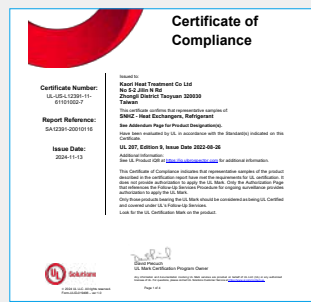 Certificate of
Compliance
Certificate Number:
UL-US-L12391-11-
61101002-7
Report Reference:
SA12391-20010116
Issue Date:
2024-11-13
Issued to:
Kaori Heat Treatment Co Ltd
No 5-2 Jilin N Rd
Zhongli District Taoyuan 320030
Taiwan
This certificate confirms that representative samples of:
SNHZ - Heat Exchangers, Refrigerant
See Addendum Page for Product Designation(s).
Have been evaluated by UL in accordance with the Standard(s) indicated on this
Certificate.
UL 207, Edition 9, Issue Date 2022-08-26
Additional Information:
See UL Product iQ® at https://iq.ulprospector.com for additional information.
This Certificate of Compliance indicates that representative samples of the product
described in the certification report have met the requirements for UL certification. It
does not provide authorization to apply the UL Mark. Only the Authorization Page
that references the Follow-Up Services Procedure for ongoing surveillance provides
authorization to apply the UL Mark.
Only those products bearing the UL Mark should be considered as being UL Certified
and covered under UL's Follow-Up Services.
Look for the UL Certification Mark on the product.
UL Solutions
David Piecuch
UL Mark Certification Program Owner
Page 1 of